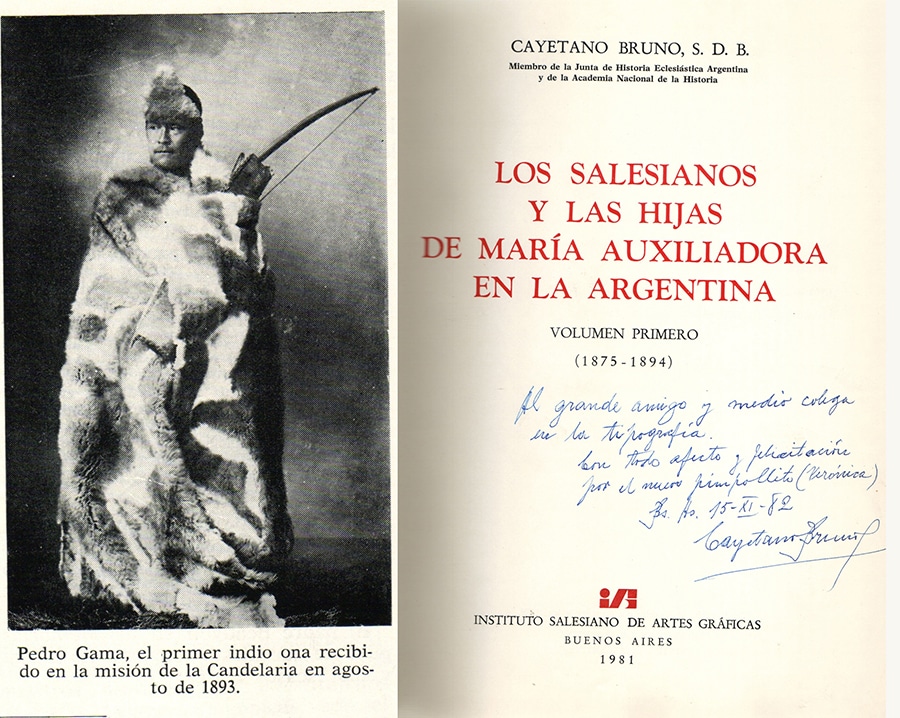 Pedro Gama, el primer indio ona recibi-
do en la misión de la Candelaria en agos-
to de 1893.
CAYETANO BRUNO, S. D. B.
Miembro de la Junta de Historia Eclesiástica Argentina
y de la Academia Nacional de la Historia
LOS SALESIANOS
Y LAS HIJAS
DE MARÍA AUXILIADORA
EN LA ARGENTINA
VOLUMEN PRIMERO
(1875-1894)
Al grande amigo y medio colega
en la tipografía.
Con todo afecto y felicitación
por el nuevo pimpollito (Verónica)
Bs. As. 15-XI-82
Cayetano Bruno
INSTITUTO SALESIANO DE ARTES GRÁFICAS
BUENOS AIRES
1981